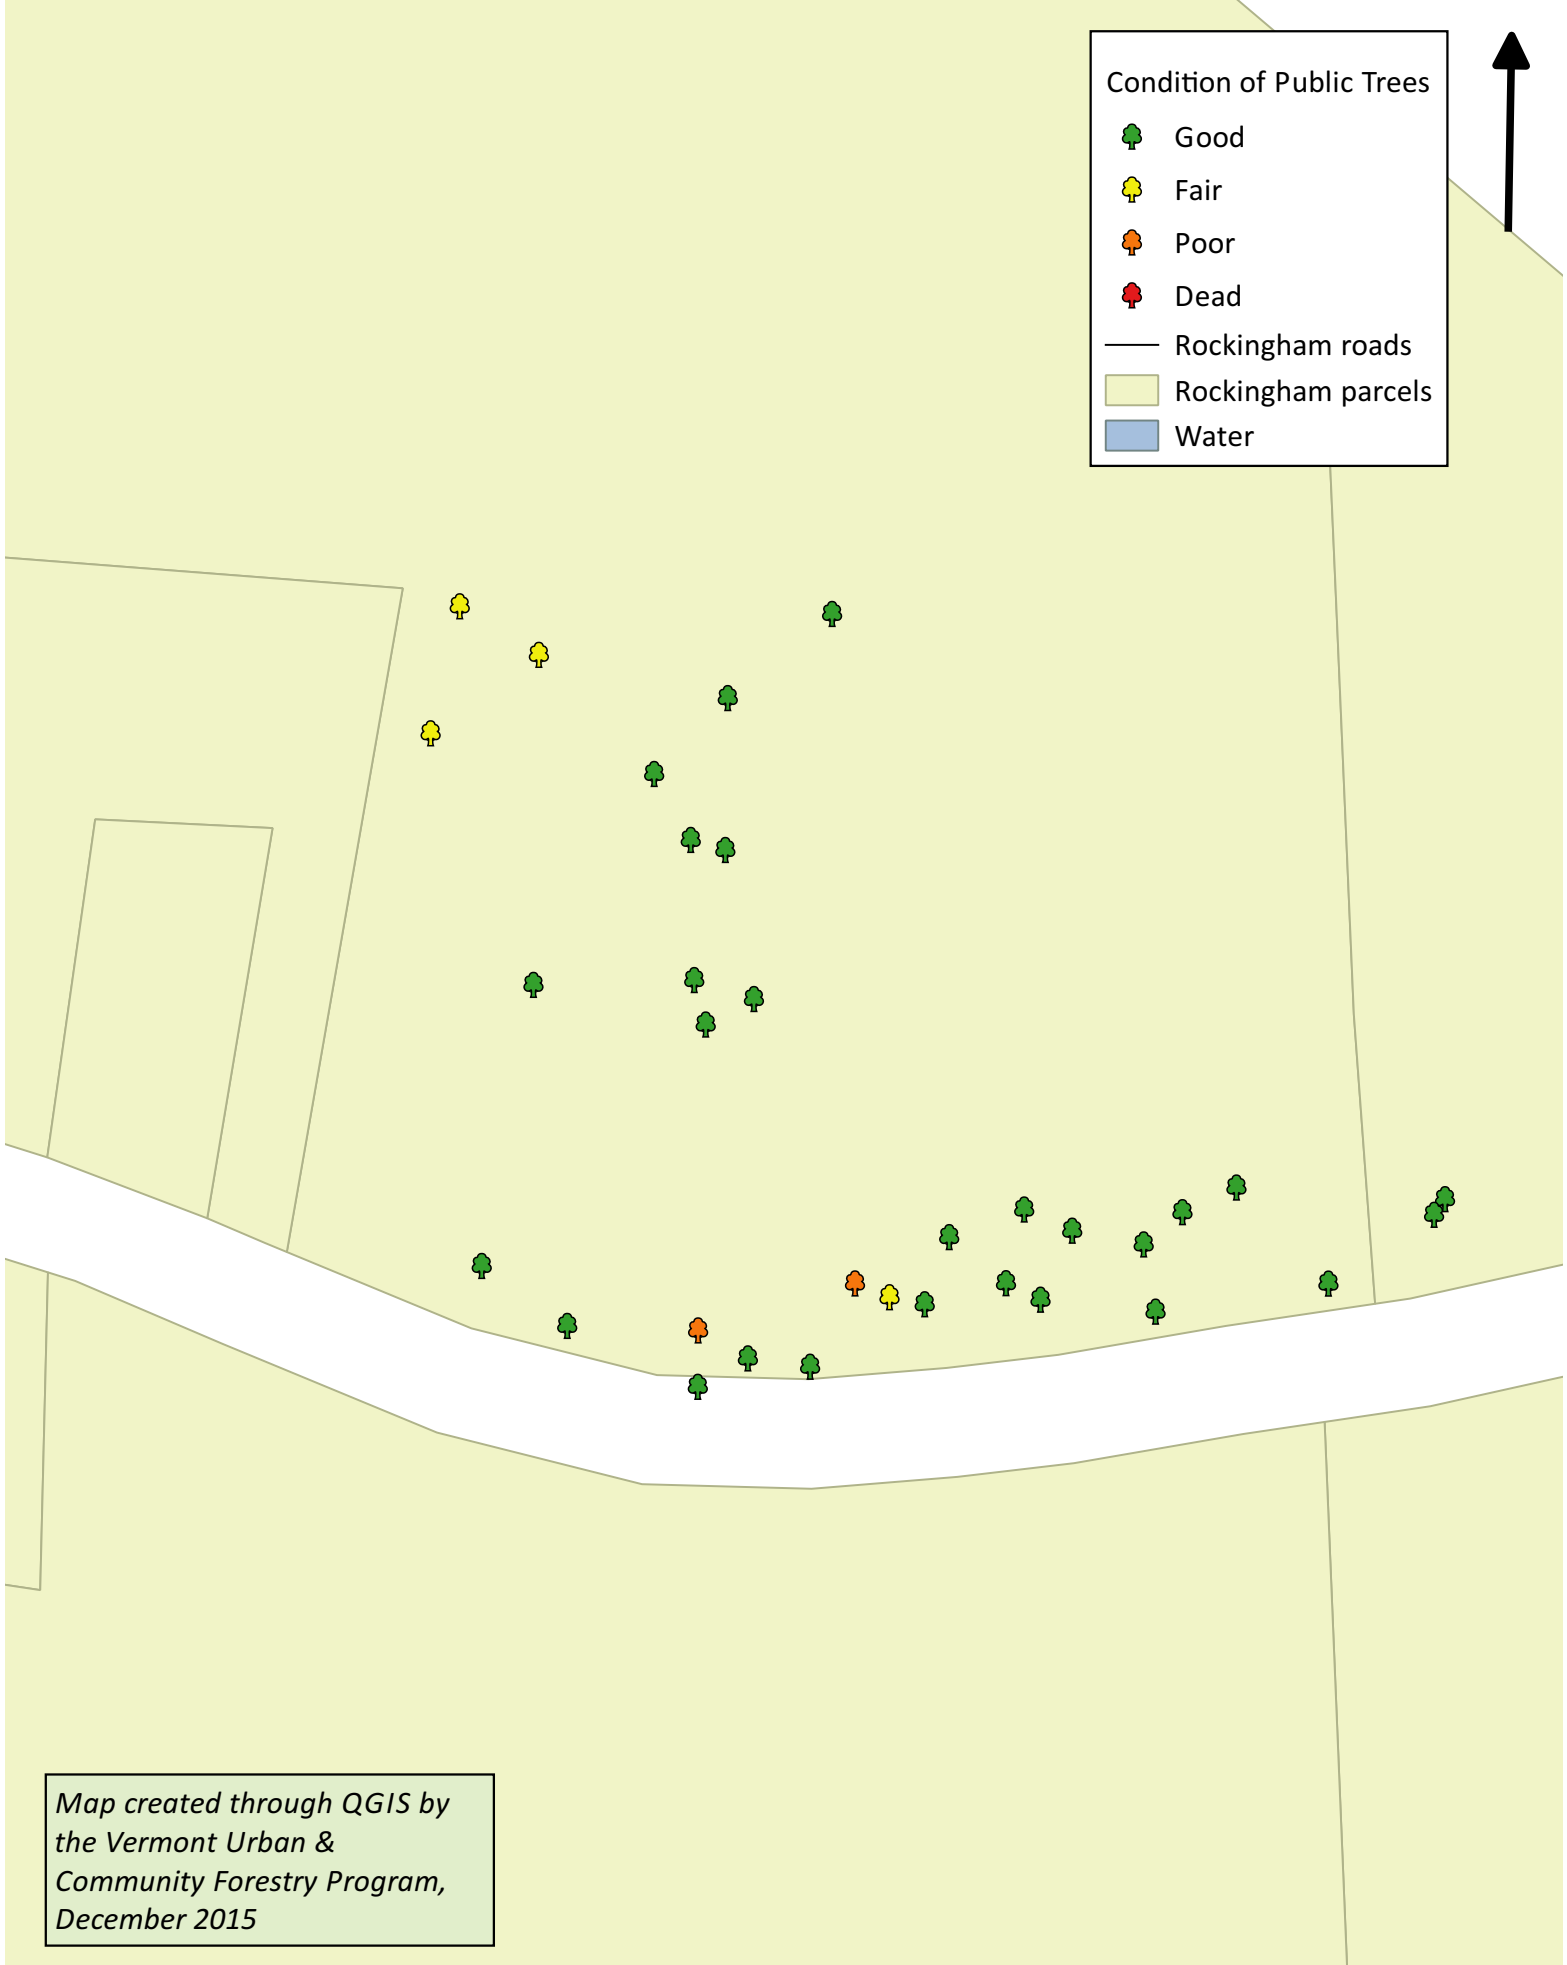 Condition of Public Trees
Good
Fair
Poor
Dead
Rockingham roads
Rockingham parcels
Water
Map created through QGIS by
the Vermont Urban &
Community Forestry Program,
December 2015